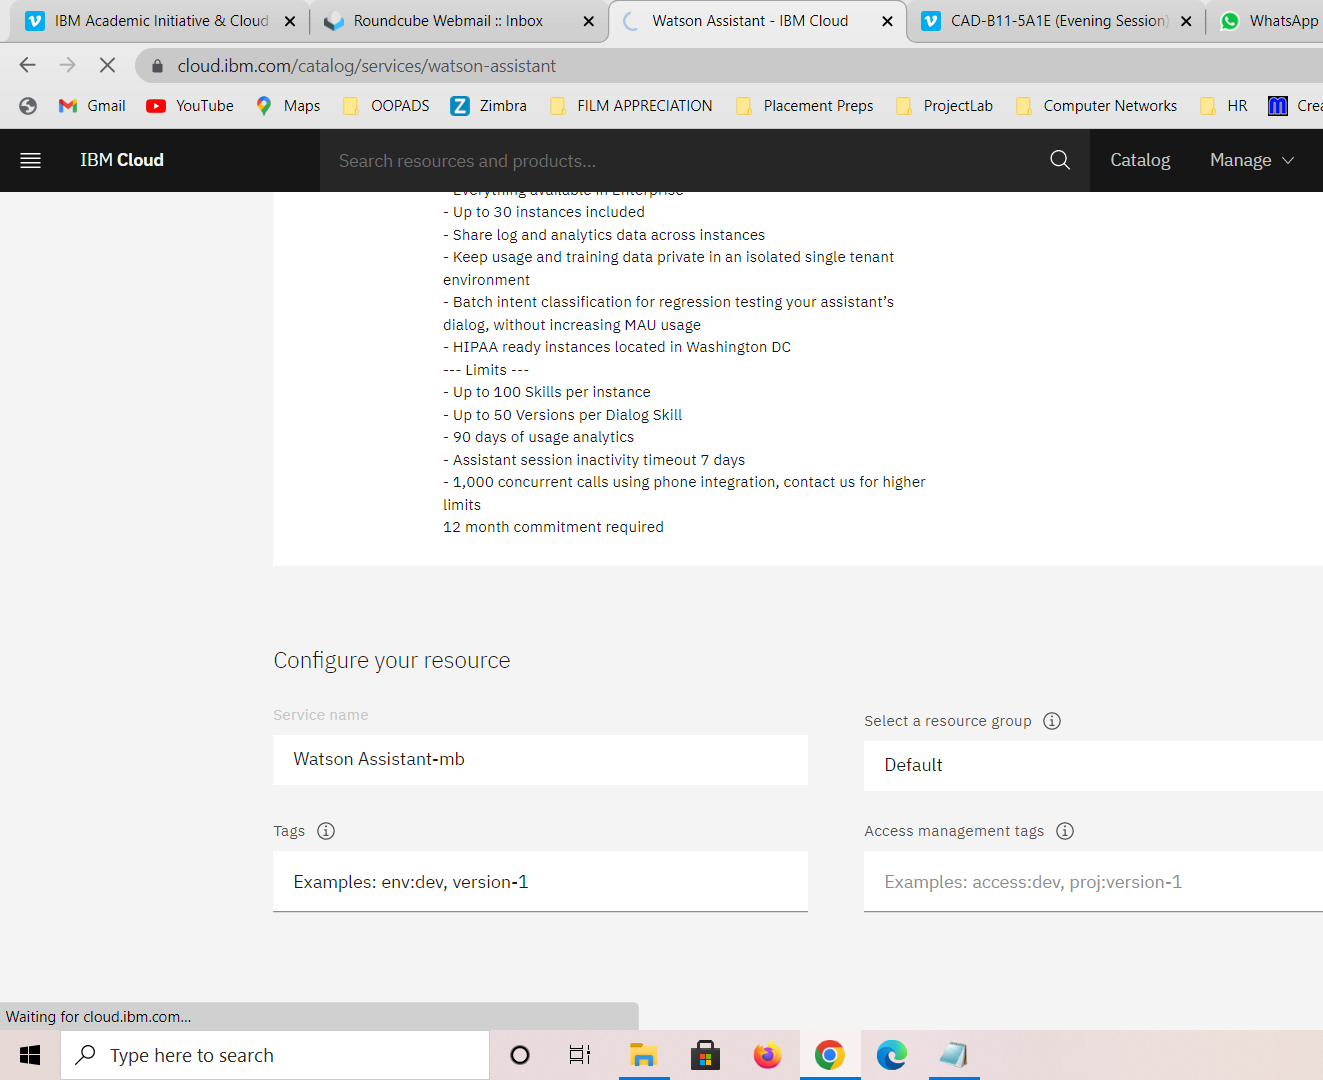 IBM Academic Initiative & Cloud
Roundcube Webmail :: Inbox
Watson Assistant - IBM Cloud
CAD-B11-5A1E (Evening Session)
WhatsApp
cloud.ibm.com/catalog/services/watson-assistant
Gmail
YouTube
Maps
OOPADS
Zimbra
FILM APPRECIATION
Placement Preps
ProjectLab
Computer Networks
HR
Crea
IBM Cloud
Search resources and products...
Catalog
Manage
- Everything available in Enterprise
- Up to 30 instances included
- Share log and analytics data across instances
- Keep usage and training data private in an isolated single tenant
environment
- Batch intent classification for regression testing your assistant’s
dialog, without increasing MAU usage
- HIPAA ready instances located in Washington DC
--- Limits ---
- Up to 100 Skills per instance
- Up to 50 Versions per Dialog Skill
- 90 days of usage analytics
- Assistant session inactivity timeout 7 days
- 1,000 concurrent calls using phone integration, contact us for higher
limits
12 month commitment required
Configure your resource
Service name
Watson Assistant-mb
Select a resource group
Default
Tags
Examples: env:dev, version-1
Access management tags
Examples: access:dev, proj:version-1
Waiting for cloud.ibm.com...
Type here to search